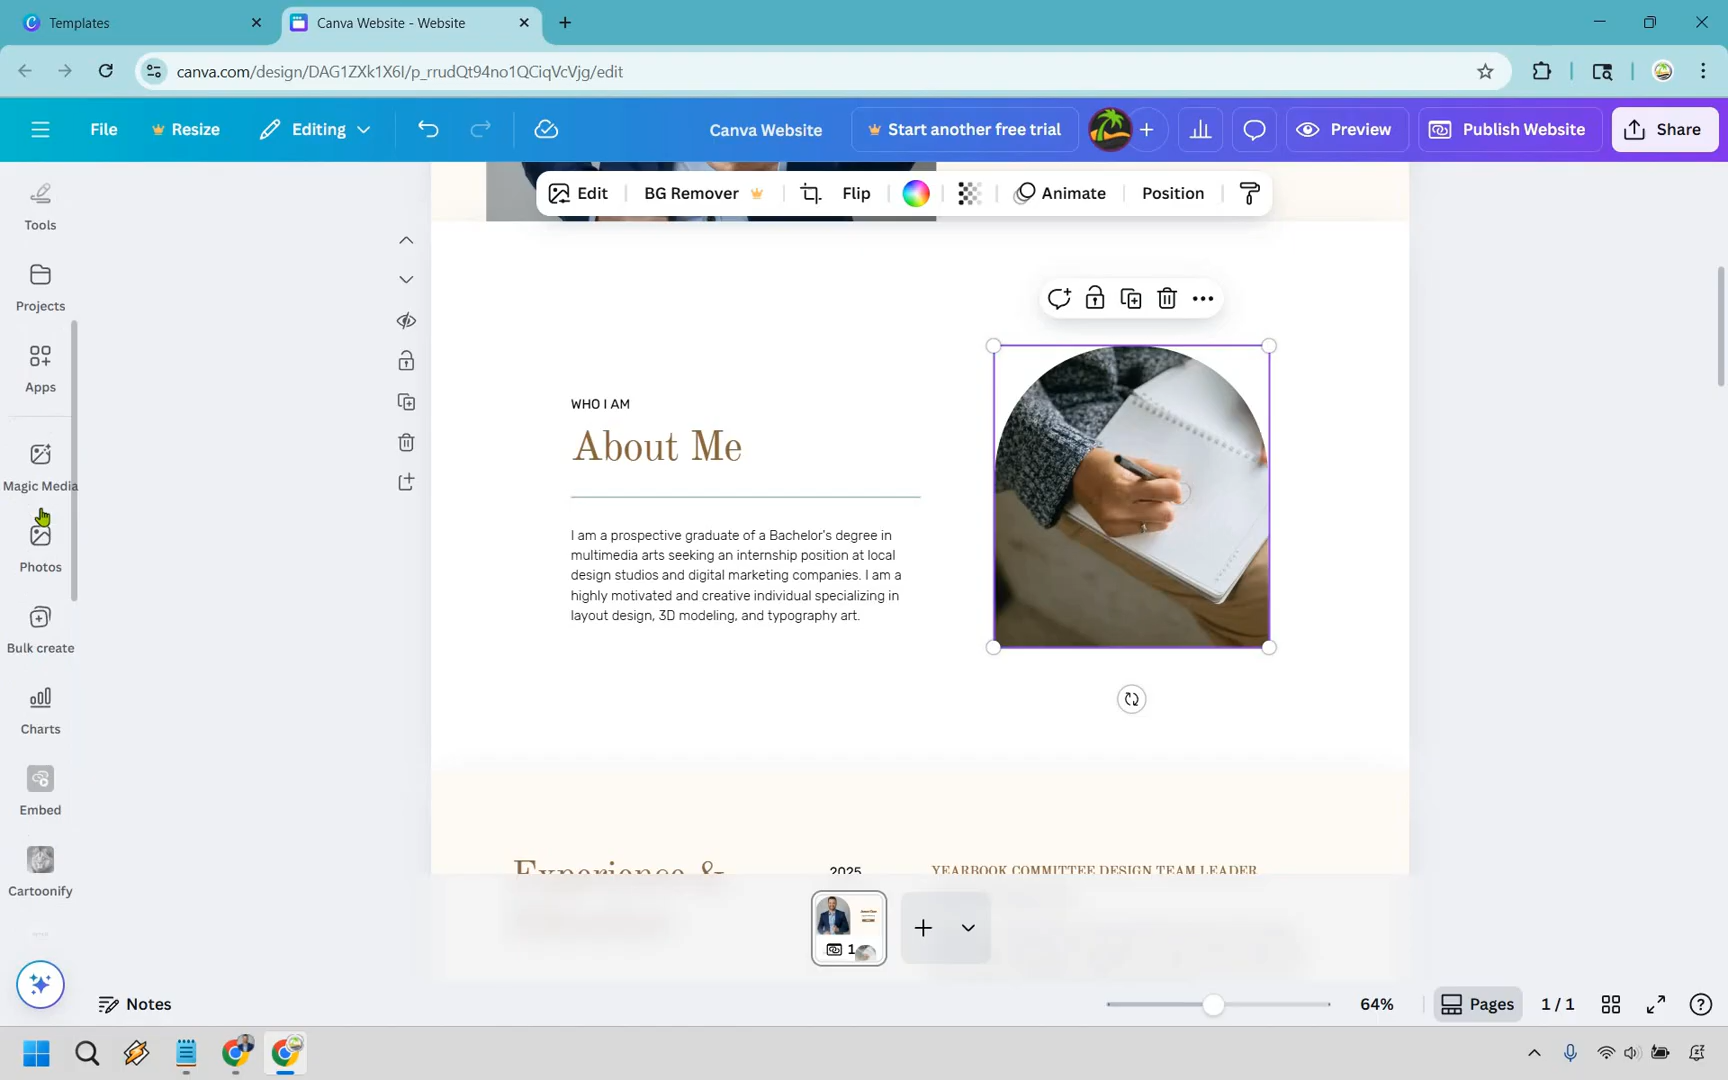 Templates
Canva Website - Website
canva.com/design/DAG1ZXk1X6I/p_rrudQt94no1QCiqVcVjg/edit
File
Resize
Editing
Canva Website
Start another free trial
Preview
Publish Website
Share
Edit
BG Remover
Flip
Animate
Position
Tools
Projects
Apps
Magic Media
Photos
Bulk create
Charts
Embed
Cartoonify
WHO I AM
About Me
I am a prospective graduate of a Bachelor's degree in
multimedia arts seeking an internship position at local
design studios and digital marketing companies. I am a
highly motivated and creative individual specializing in
layout design, 3D modeling, and typography art.
Experience &
2025
YEARBOOK COMMITTEE DESIGN TEAM LEADER
1
Notes
64%
Pages
1 / 1